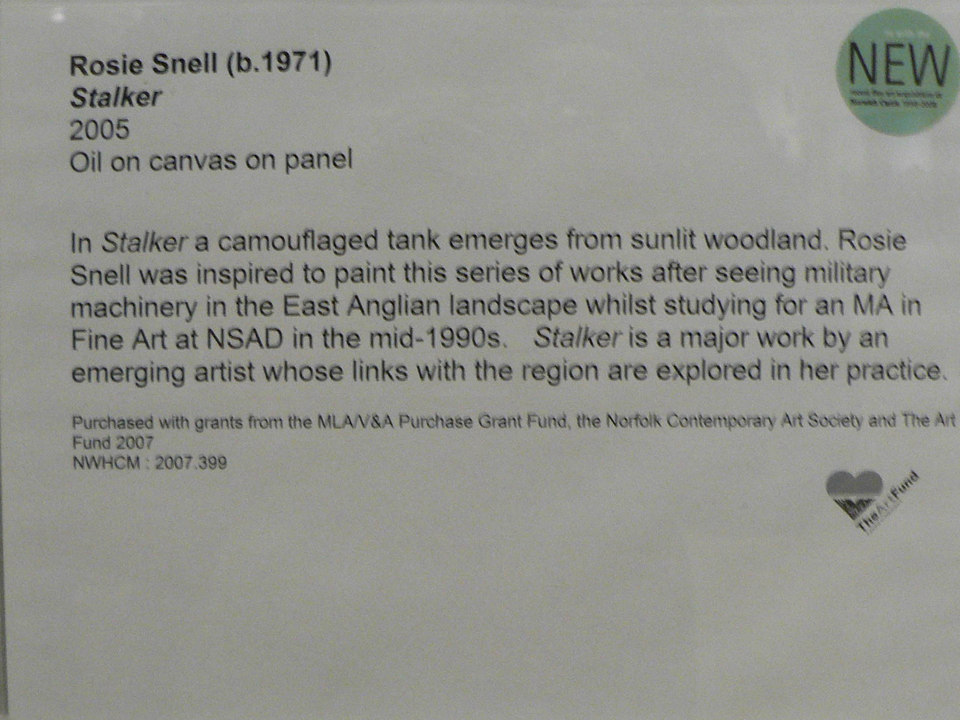 Rosie Snell (b.1971)
Stalker
2005
Oil on canvas on panel
NEW
In Stalker a camouflaged tank emerges from sunlit woodland. Rosie
Snell was inspired to paint this series of works after seeing military
machinery in the East Anglian landscape whilst studying for an MA in
Fine Art at NSAD in the mid-1990s. Stalker is a major work by an
emerging artist whose links with the region are explored in her practice.
Purchased with grants from the MLA/V&A Purchase Grant Fund, the Norfolk Contemporary Art Society and The Art
Fund 2007
NWHCM : 2007.399
TheArtFund